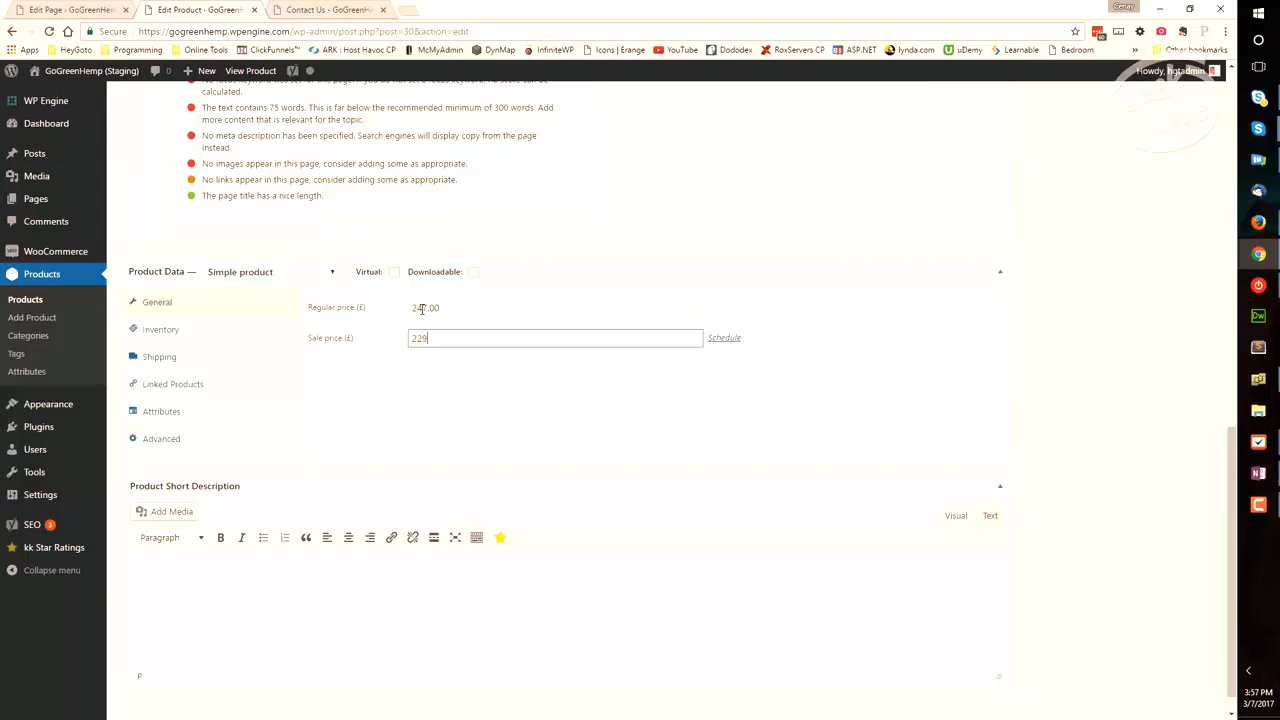 Cenay
Edit Page ‹ GoGreenHem
Edit Product ‹ GoGreenH
Contact Us - GoGreenHe
Secure
https://gogreenhemp.wpengine.com/wp-admin/post.php?post=30&action=edit
Apps
HeyGoto
Programming
Online Tools
ClickFunnels™
ARK : Host Havoc CP
McMyAdmin
DynMap
InfiniteWP
Icons | Erange
YouTube
Dododex
RoxServers CP
ASP.NET
lynda.com
uDemy
Learnable
Bedroom
»
Other bookmarks
GoGreenHemp (Staging)
0
New
View Product
Howdy, hgtadmin
calculated.
The text contains 75 words. This is far below the recommended minimum of 300 words. Add
more content that is relevant for the topic.
No meta description has been specified. Search engines will display copy from the page
instead.
No images appear in this page, consider adding some as appropriate.
No links appear in this page, consider adding some as appropriate.
The page title has a nice length.
WP Engine
Dashboard
Posts
Media
Pages
Comments
WooCommerce
Products
Products
Add Product
Categories
Tags
Attributes
Appearance
Plugins
Users
Tools
Settings
SEO 3
kk Star Ratings
Collapse menu
Product Data — Simple product
Virtual:
Downloadable:
General
Inventory
Shipping
Linked Products
Attributes
Advanced
Regular price (£)
247.00
Sale price (£)
229
Schedule
Product Short Description
Add Media
Visual
Text
Paragraph
B I
p
3:57 PM
3/7/2017